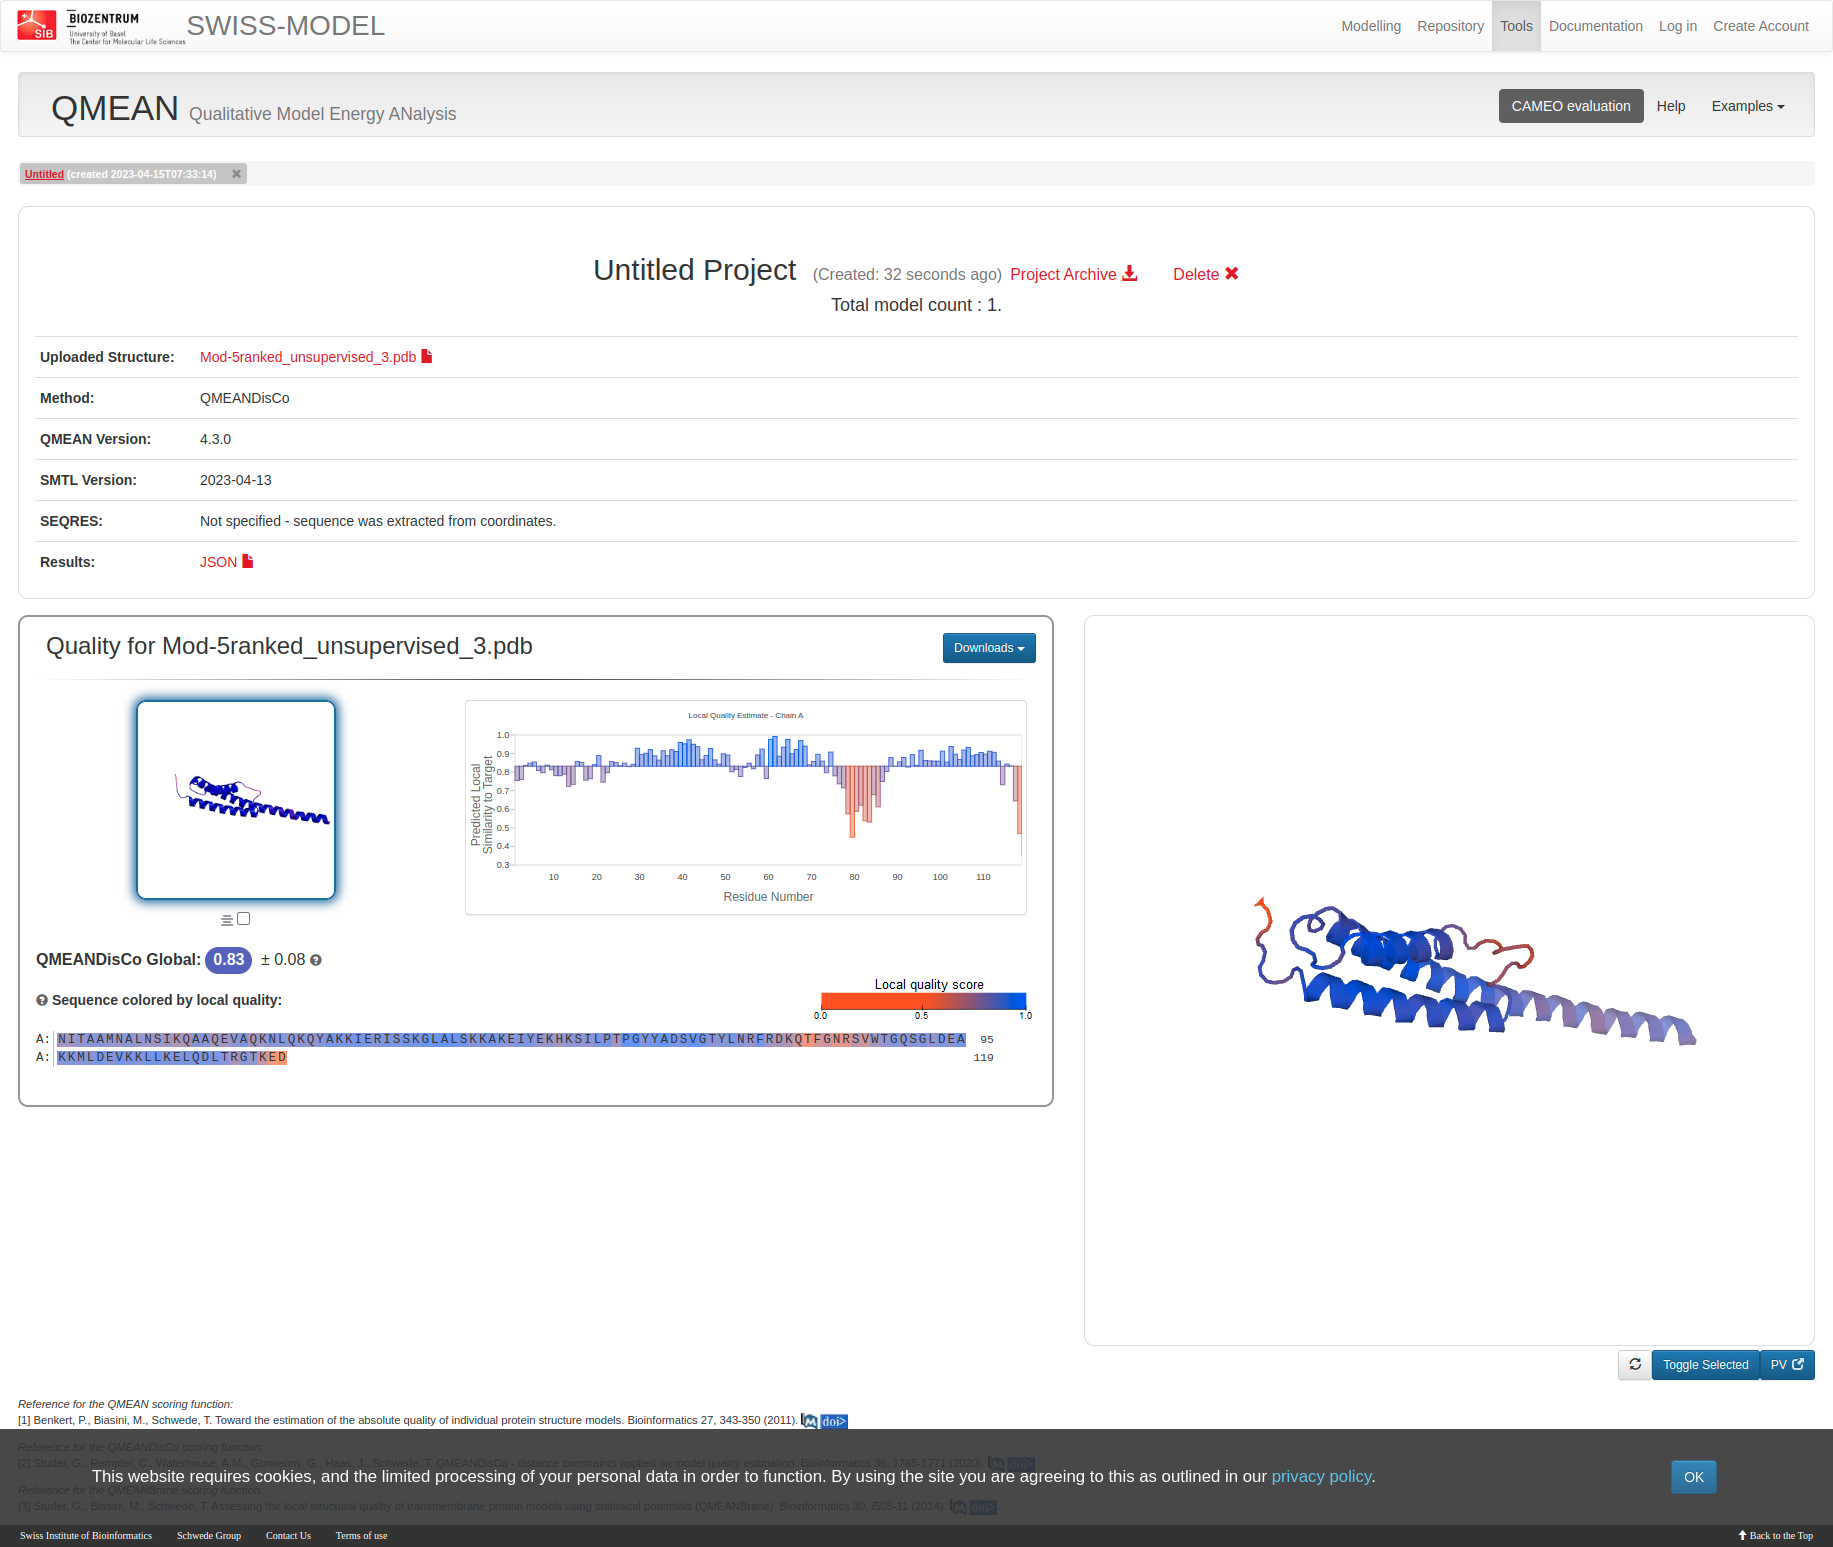 SIB
BIOZENTRUM
University of Basel
The Center for Molecular Life Sciences
SWISS-MODEL
Modelling Repository Tools Documentation Log in Create Account
QMEAN Qualitative Model Energy ANalysis
CAMEO evaluation Help Examples
Untitled (created 2023-04-15T07:33:14)
Untitled Project (Created: 32 seconds ago) Project Archive Delete
Total model count : 1.
Uploaded Structure: Mod-5ranked_unsupervised_3.pdb
Method: QMEANDisCo
QMEAN Version: 4.3.0
SMTL Version: 2023-04-13
SEQRES: Not specified - sequence was extracted from coordinates.
Results: JSON
Quality for Mod-5ranked_unsupervised_3.pdb
Downloads
Local Quality Estimate - Chain A
Predicted Local
Similarity to Target
1.0
0.9
0.8
0.7
0.6
0.5
0.4
0.3
10 20 30 40 50 60 70 80 90 100 110
Residue Number
QMEANDisCo Global: 0.83 ± 0.08
Sequence colored by local quality:
Local quality score
0.0 0.5 1.0
A: NITAAMNALNSIKQAAQEVAQKNLQKQYAKKIERISSKGLALSKKAKEIYEKHKSILPTPGYYADSVGTYLNRFRDKQTFGNRSVWTGQSGLDEA 95
A: KKMLDEVKKLLKELQDLTRGTKED 119
Toggle Selected PV
Reference for the QMEAN scoring function:
[1] Benkert, P., Biasini, M., Schwede, T. Toward the estimation of the absolute quality of individual protein structure models. Bioinformatics 27, 343-350 (2011). doi>
Reference for the QMEANDisCo scoring function:
[2] Studer, G., Rempfer, C., Waterhouse, A.M., Gumienny, G., Haas, J., Schwede, T. QMEANDisCo - distance constraints applied on model quality estimation. Bioinformatics 36, 1765-1771 (2020). doi>
This website requires cookies, and the limited processing of your personal data in order to function. By using the site you are agreeing to this as outlined in our privacy policy.
OK
Reference for the QMEANBrane scoring function:
[3] Studer, G., Biasini, M., Schwede, T. Assessing the local structural quality of transmembrane protein models using statistical potentials (QMEANBrane). Bioinformatics 30, i505-11 (2014). doi>
Swiss Institute of Bioinformatics Schwede Group Contact Us Terms of use Back to the Top